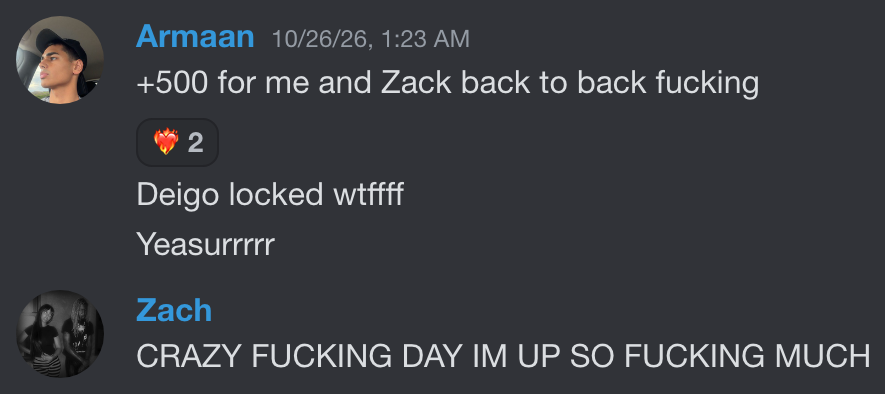 Armaan 10/26/26, 1:23 AM
+500 for me and Zack back to back fucking
❤️‍🔥 2
Deigo locked wtffff
Yeasurrrrr
Zach
CRAZY FUCKING DAY IM UP SO FUCKING MUCH